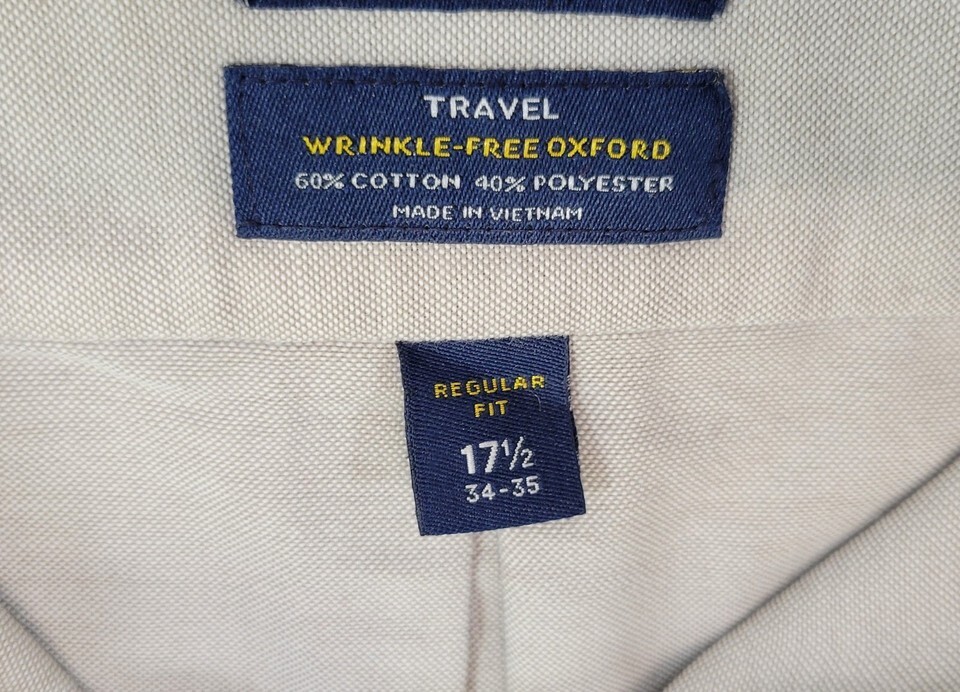 TRAVEL
WRINKLE-FREE OXFORD
60% COTTON 40% POLYESTER
MADE IN VIETNAM
REGULAR
FIT
17½
34-35